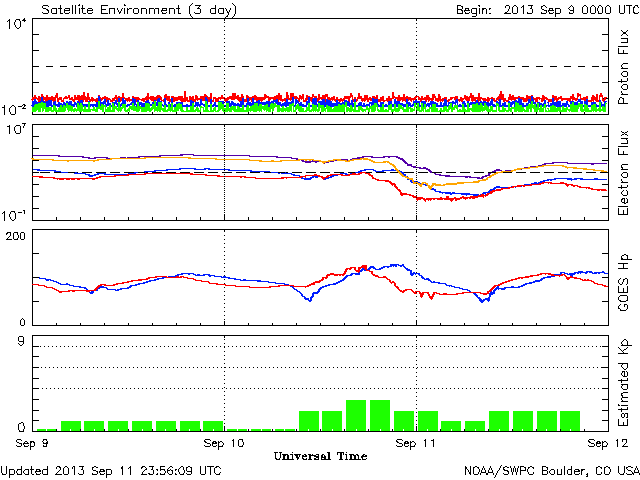 Satellite Environment (3 day) Begin: 2013 Sep 9 0000 UTC
10^4
10^-2
Proton Flux
10^7
10^-1
Electron Flux
200
0
GOES Hp
9
0
Estimated Kp
Sep 9 Sep 10 Sep 11 Sep 12
Universal Time
Updated 2013 Sep 11 23:56:09 UTC NOAA/SWPC Boulder, CO USA